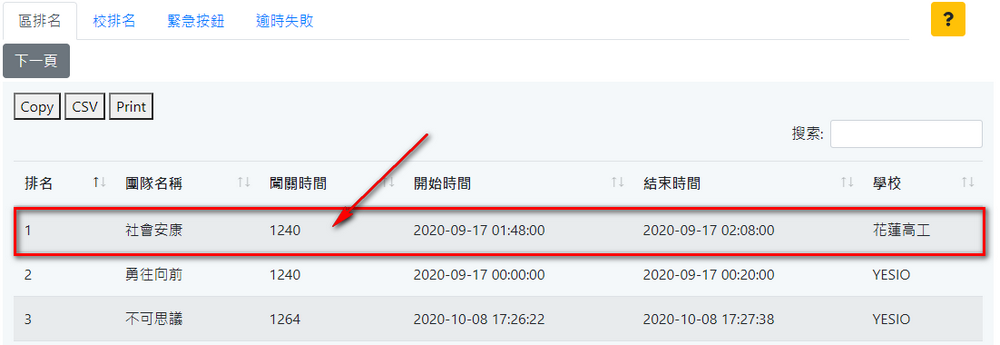 區排名 校排名 緊急按鈕 逾時失敗 ?
下一頁
Copy CSV Print
搜索:
排名 團隊名稱 闖關時間 開始時間 結束時間 學校
1 社會安康 1240 2020-09-17 01:48:00 2020-09-17 02:08:00 花蓮高工
2 勇往向前 1240 2020-09-17 00:00:00 2020-09-17 00:20:00 YESIO
3 不可思議 1264 2020-10-08 17:26:22 2020-10-08 17:27:38 YESIO